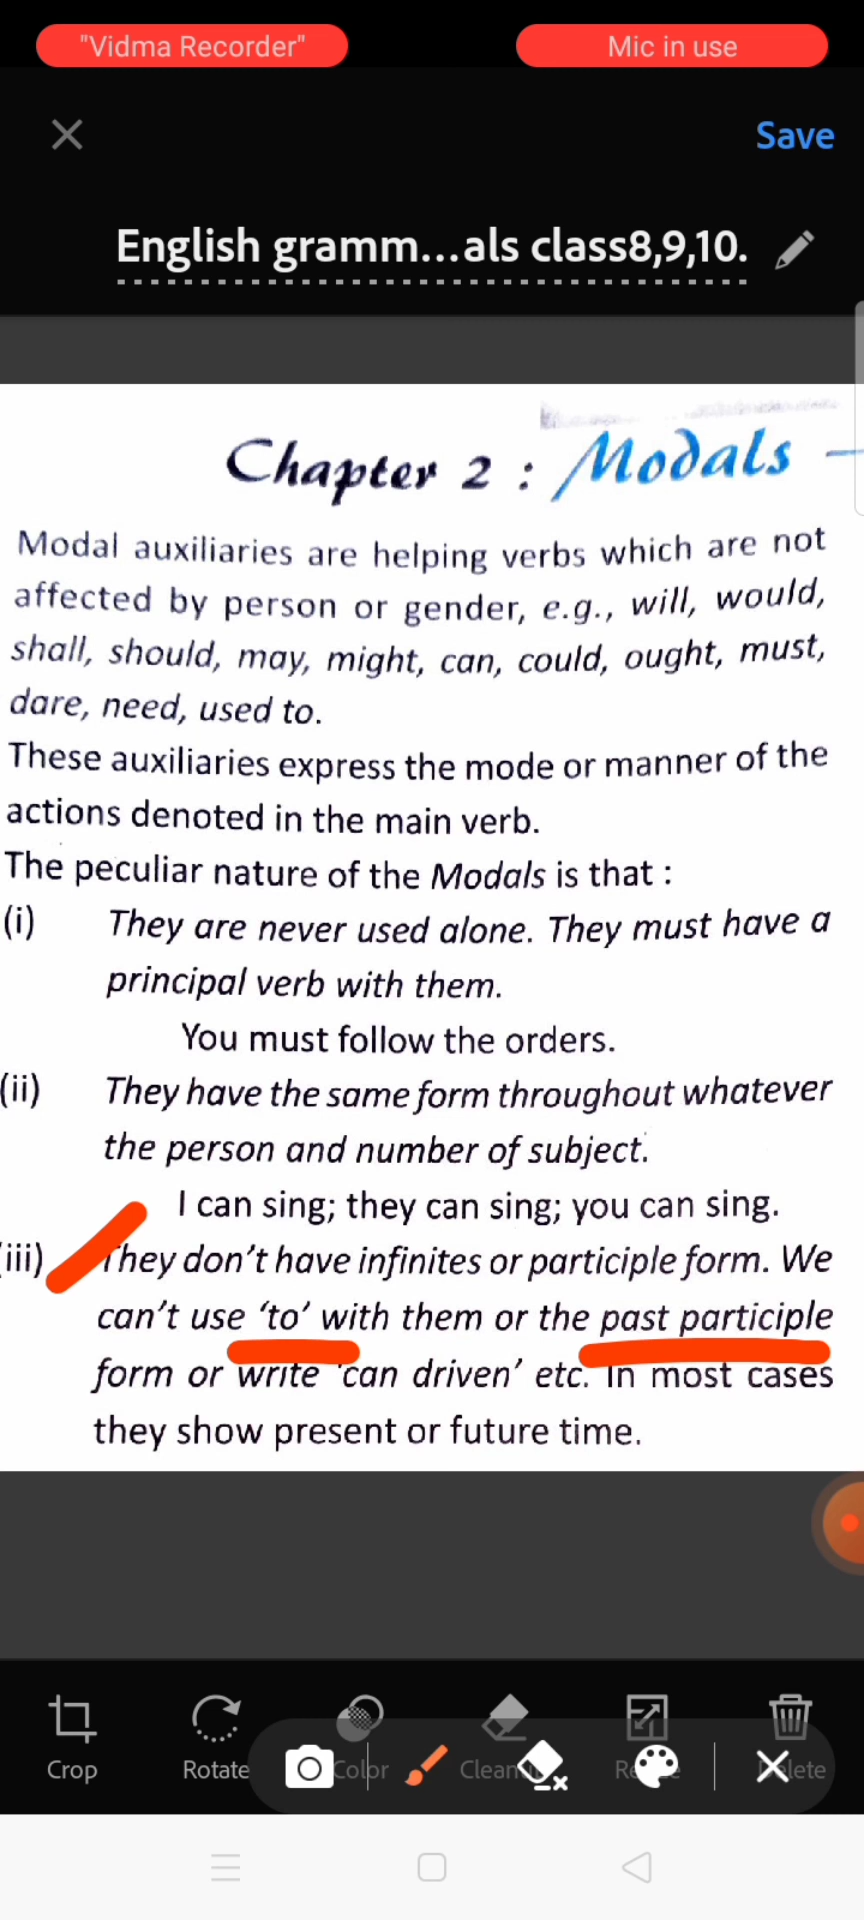 "Vidma Recorder"
Mic in use
Save
English gramm...als class8,9,10.
Chapter 2 : Modals
Modal auxiliaries are helping verbs which are not
affected by person or gender, e.g., will, would,
shall, should, may, might, can, could, ought, must,
dare, need, used to.
These auxiliaries express the mode or manner of the
actions denoted in the main verb.
The peculiar nature of the Modals is that :
(i) They are never used alone. They must have a
principal verb with them.
You must follow the orders.
(ii) They have the same form throughout whatever
the person and number of subject.
I can sing; they can sing; you can sing.
(iii) They don't have infinites or participle form. We
can't use 'to' with them or the past participle
form or write 'can driven' etc. In most cases
they show present or future time.
Crop
Rotate
Color
Cleanup
Resize
Delete